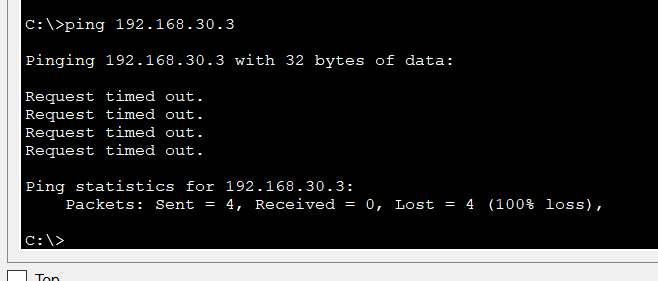 C:\>ping 192.168.30.3
Pinging 192.168.30.3 with 32 bytes of data:
Request timed out.
Request timed out.
Request timed out.
Request timed out.
Ping statistics for 192.168.30.3:
    Packets: Sent = 4, Received = 0, Lost = 4 (100% loss),
C:\>
Top